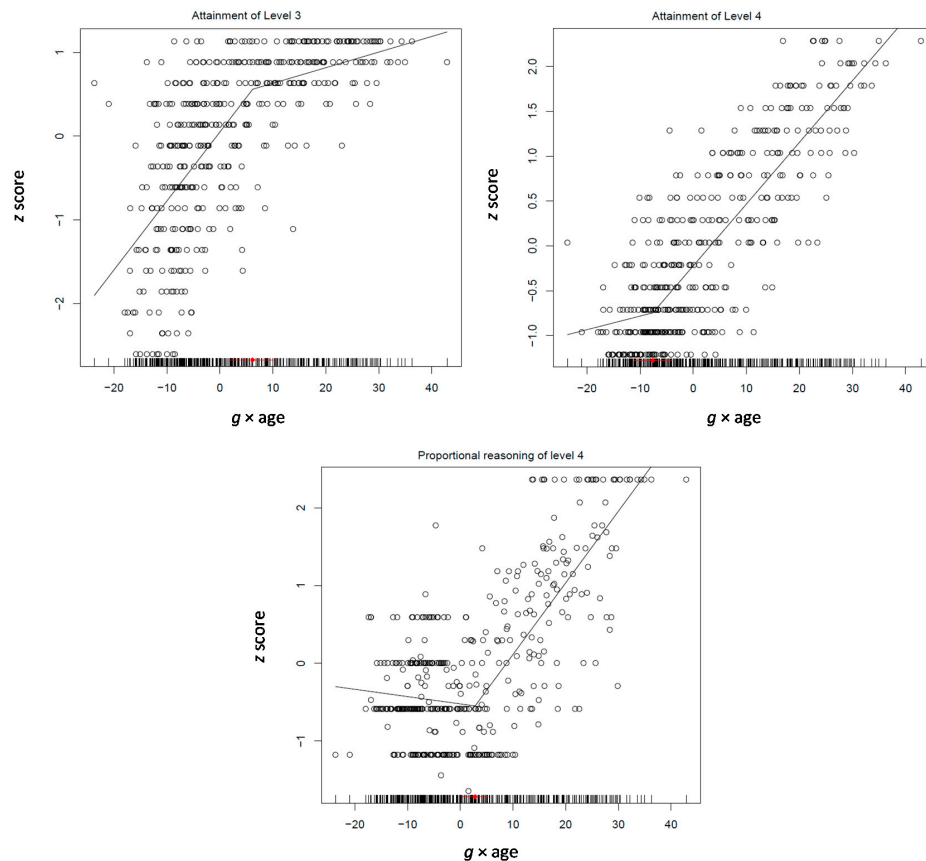 Attainment of Level 3
z score
1
0
−1
−2
−20 −10 0 10 20 30 40
g × age
Attainment of Level 4
z score
2.0
1.5
1.0
0.5
0.0
−0.5
−1.0
−20 −10 0 10 20 30 40
g × age
Proportional reasoning of level 4
z score
2
1
0
−1
−20 −10 0 10 20 30 40
g × age